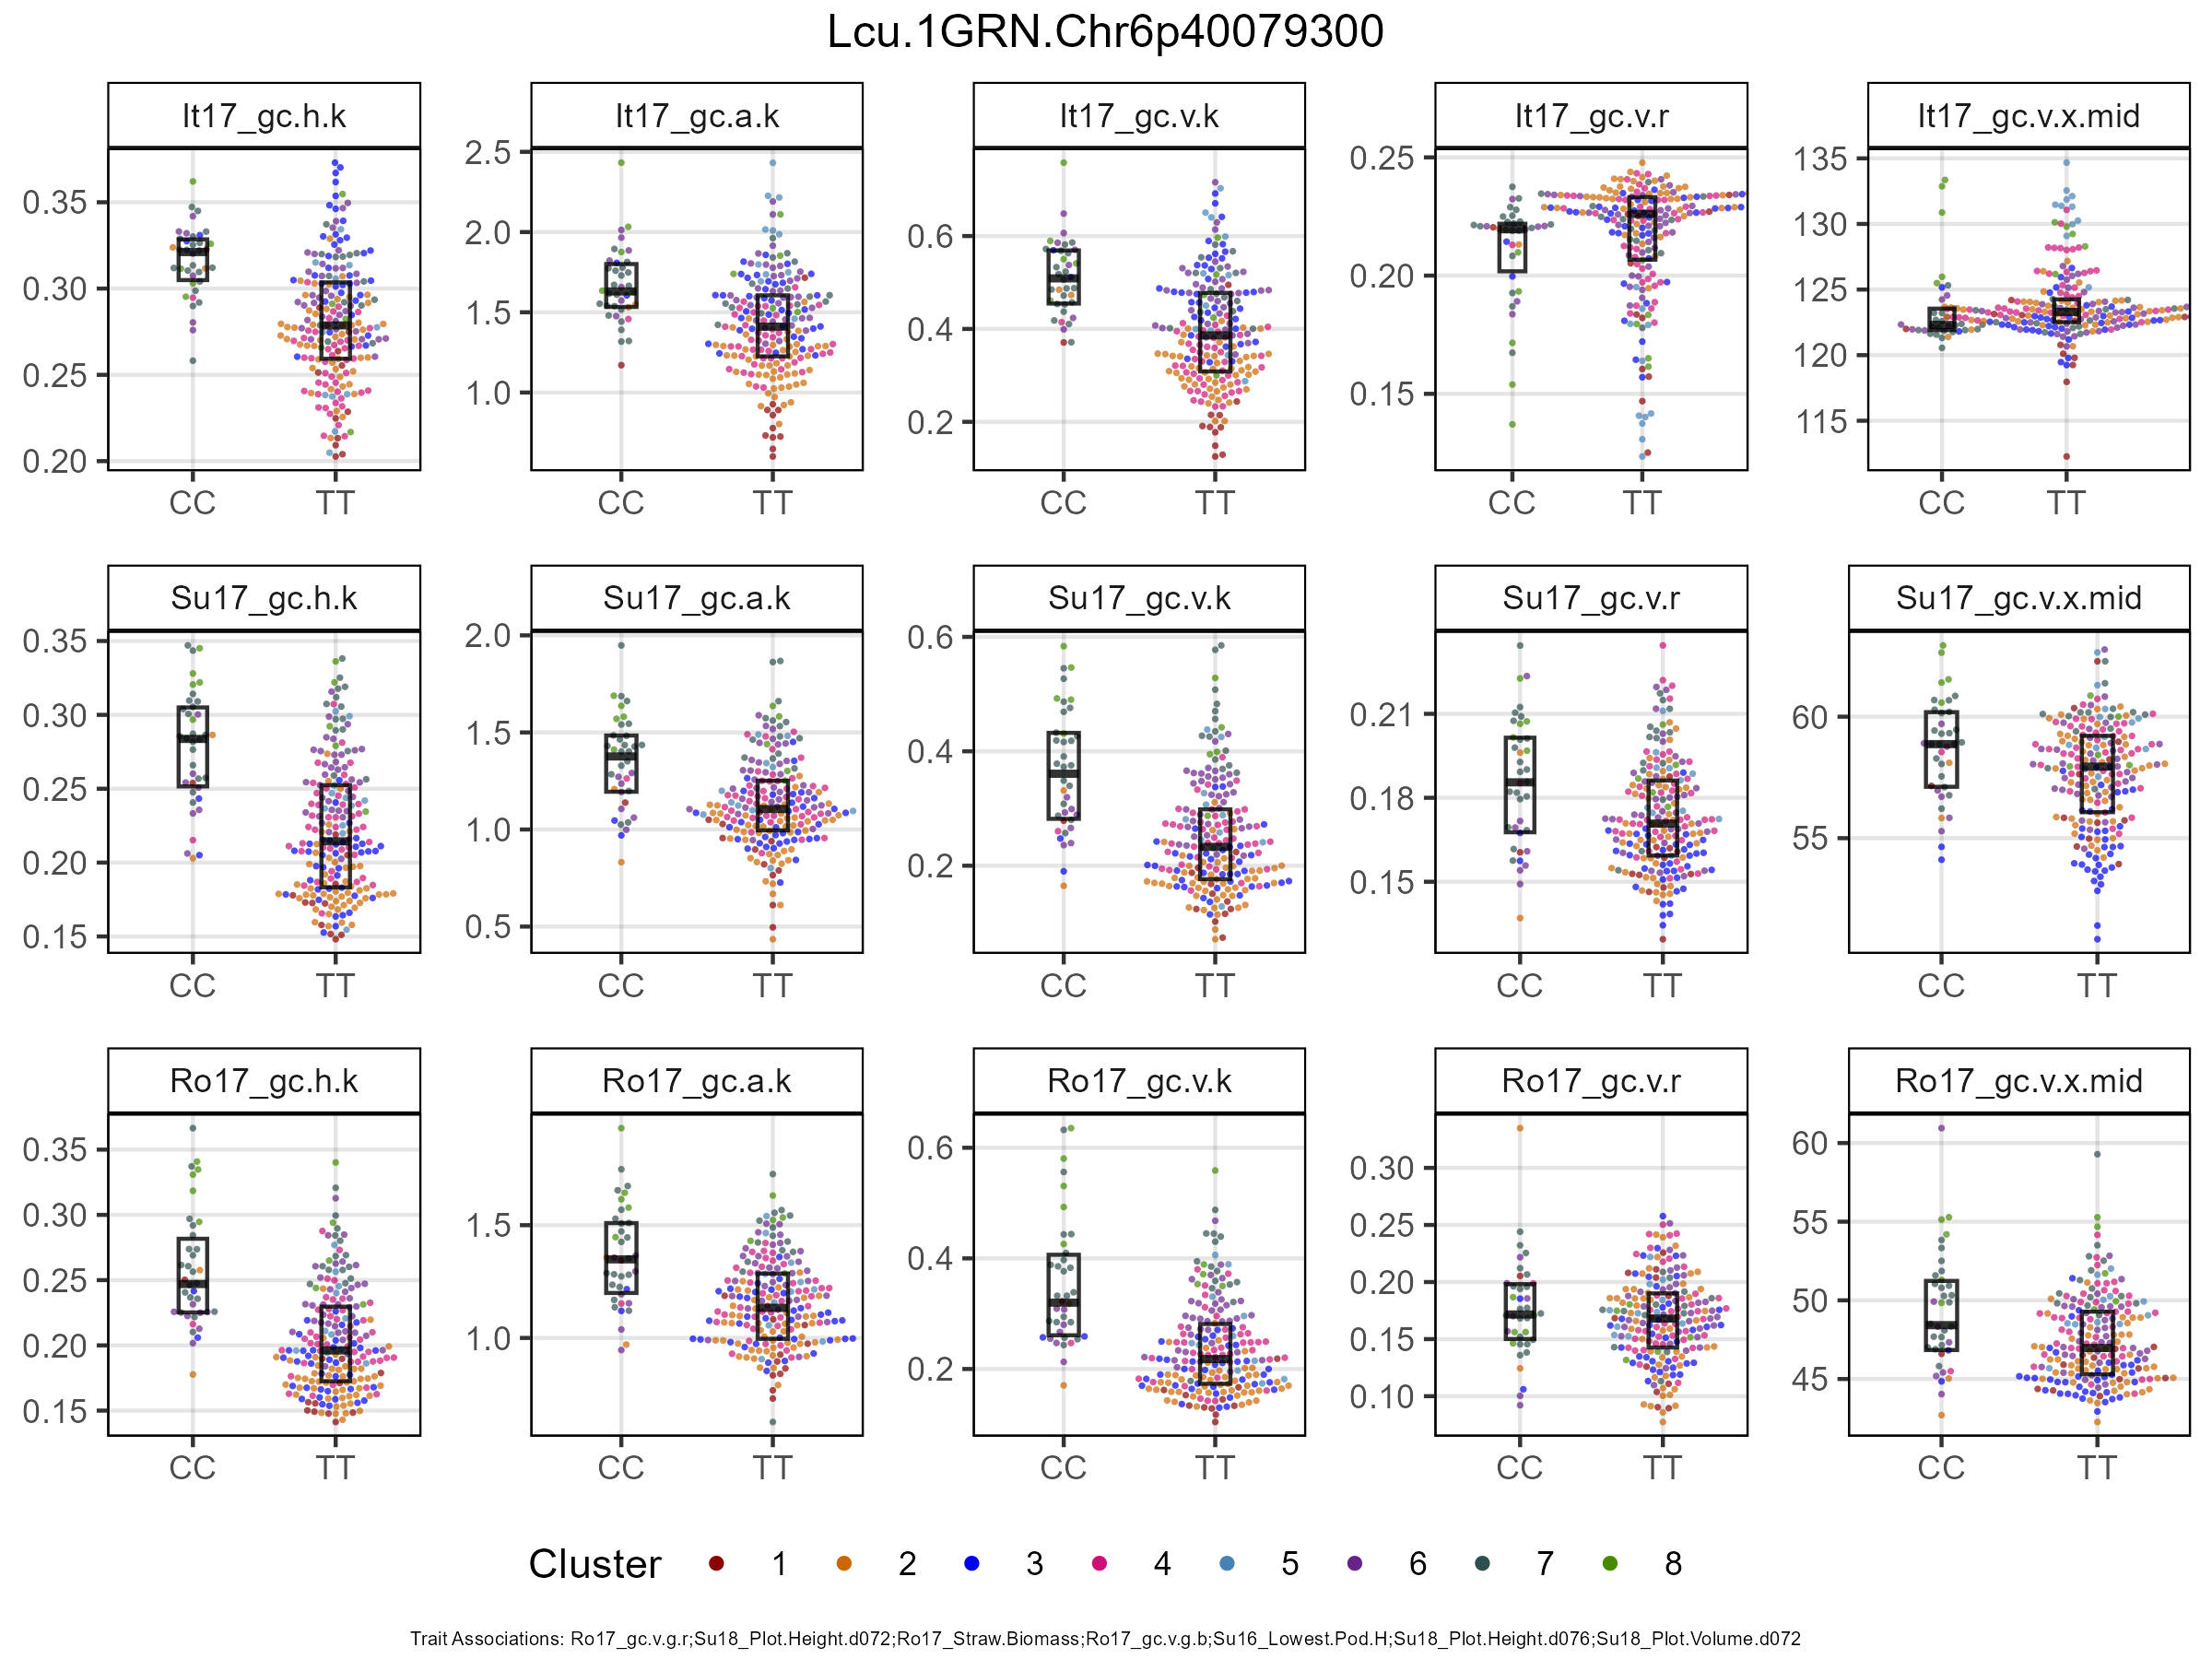 Lcu.1GRN.Chr6p40079300
It17_gc.h.k It17_gc.a.k It17_gc.v.k It17_gc.v.r It17_gc.v.x.mid
0.35 0.30 0.25 0.20
2.5 2.0 1.5 1.0
0.6 0.4 0.2
0.25 0.20 0.15
135 130 125 120 115
CC TT CC TT CC TT CC TT CC TT
Su17_gc.h.k Su17_gc.a.k Su17_gc.v.k Su17_gc.v.r Su17_gc.v.x.mid
0.35 0.30 0.25 0.20 0.15
2.0 1.5 1.0 0.5
0.6 0.4 0.2
0.21 0.18 0.15
60 55
CC TT CC TT CC TT CC TT CC TT
Ro17_gc.h.k Ro17_gc.a.k Ro17_gc.v.k Ro17_gc.v.r Ro17_gc.v.x.mid
0.35 0.30 0.25 0.20 0.15
1.5 1.0
0.6 0.4 0.2
0.30 0.25 0.20 0.15 0.10
60 55 50 45
CC TT CC TT CC TT CC TT CC TT
Cluster 1 2 3 4 5 6 7 8
Trait Associations: Ro17_gc.v.g.r;Su18_Plot.Height.d072;Ro17_Straw.Biomass;Ro17_gc.v.g.b;Su16_Lowest.Pod.H;Su18_Plot.Height.d076;Su18_Plot.Volume.d072